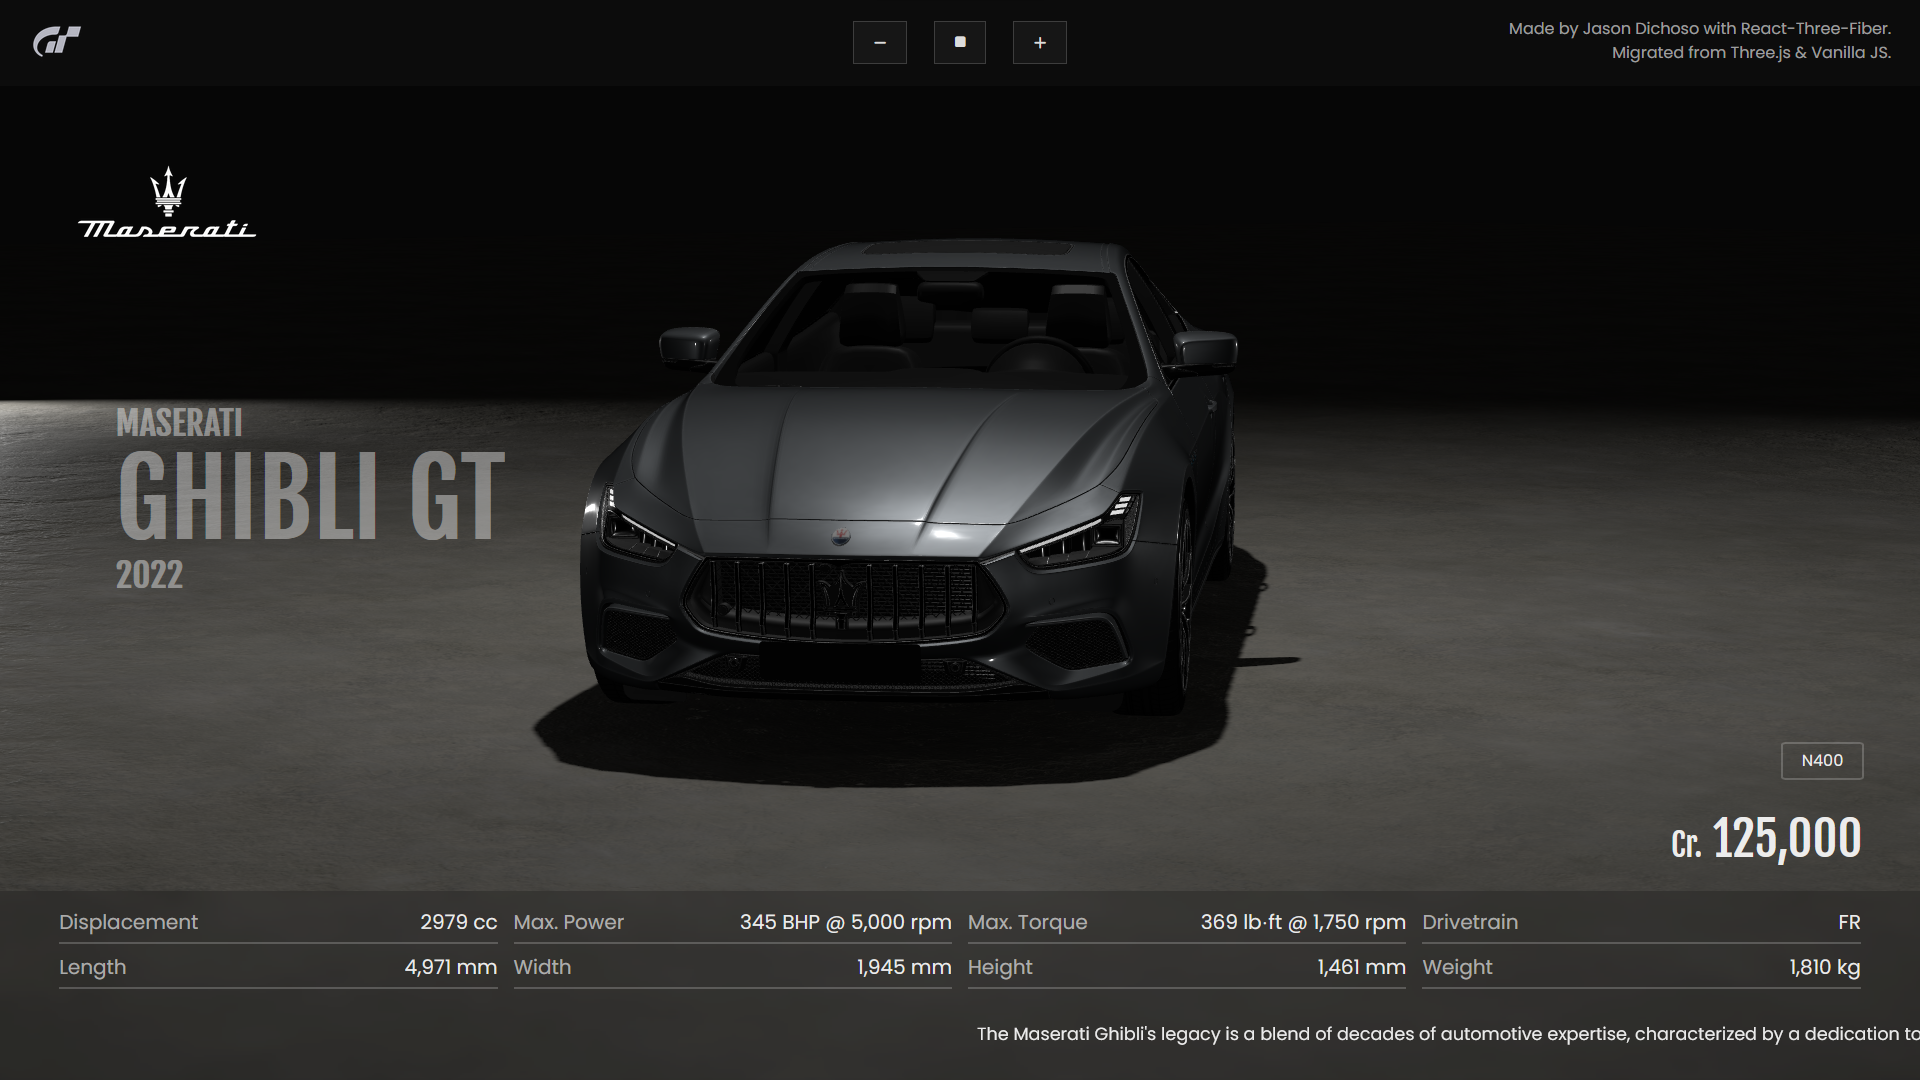 GT
−
+
Made by Jason Dichoso with React-Three-Fiber.
Migrated from Three.js & Vanilla JS.
Maserati
MASERATI
GHIBLI GT
2022
N400
Cr. 125,000
Displacement 2979 cc Max. Power 345 BHP @ 5,000 rpm Max. Torque 369 lb·ft @ 1,750 rpm Drivetrain FR
Length 4,971 mm Width 1,945 mm Height 1,461 mm Weight 1,810 kg
The Maserati Ghibli's legacy is a blend of decades of automotive expertise, characterized by a dedication to